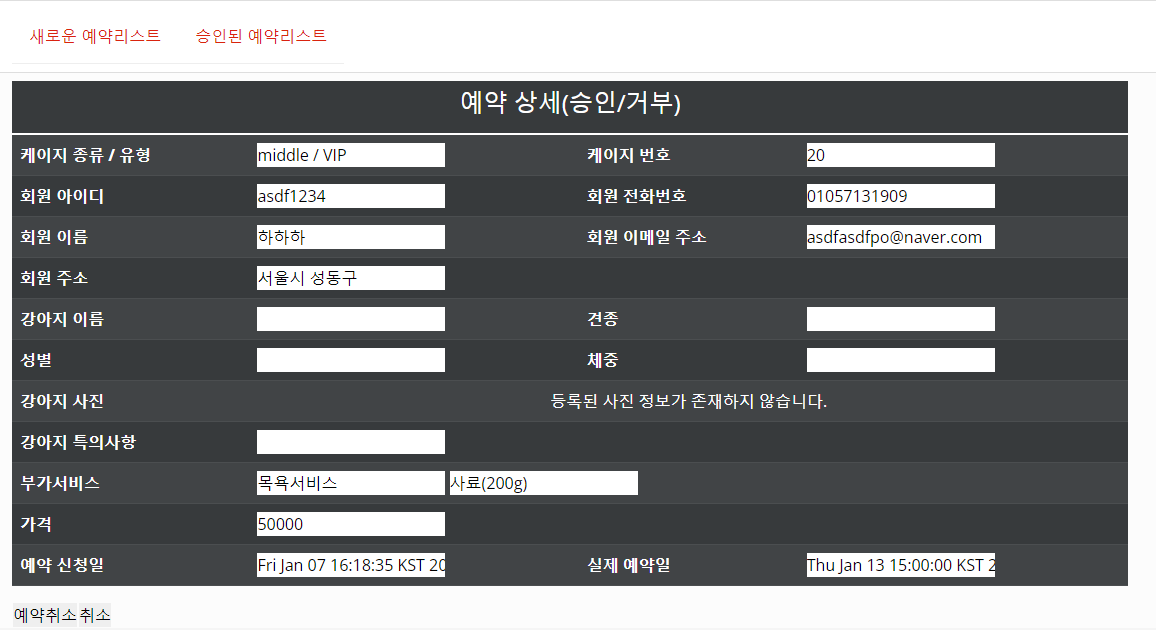 새로운 예약리스트 승인된 예약리스트
예약 상세(승인/거부)
케이지 종류 / 유형 middle / VIP 케이지 번호 20
회원 아이디 asdf1234 회원 전화번호 01057131909
회원 이름 하하하 회원 이메일 주소 asdfasdfpo@naver.com
회원 주소 서울시 성동구
강아지 이름 견종
성별 체중
강아지 사진 등록된 사진 정보가 존재하지 않습니다.
강아지 특의사항
부가서비스 목욕서비스 사료(200g)
가격 50000
예약 신청일 Fri Jan 07 16:18:35 KST 20 실제 예약일 Thu Jan 13 15:00:00 KST 2
예약취소 취소